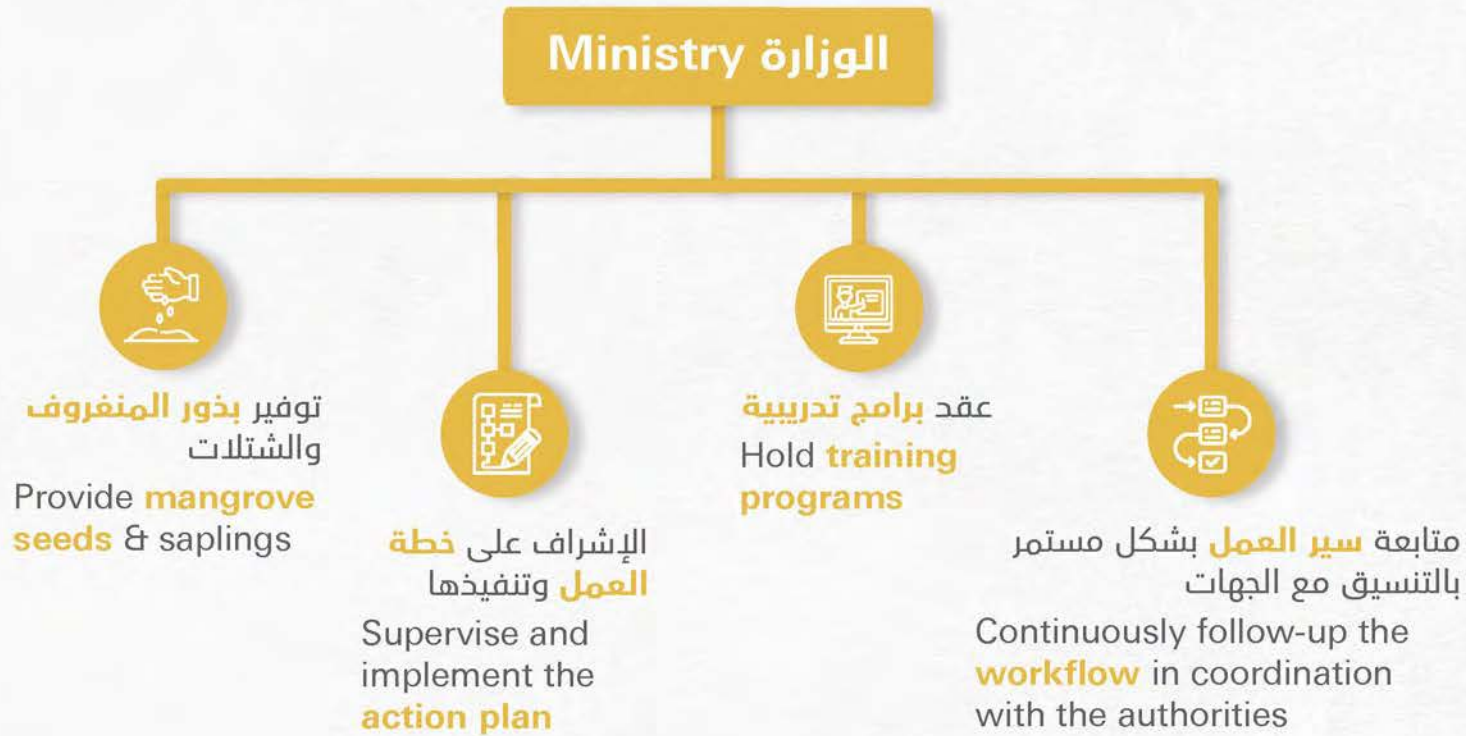 Ministry الوزارة
توفير بذور المنغروف
والشتلات
Provide mangrove
seeds & saplings
الإشراف على خطة
العمل وتنفيذها
Supervise and
implement the
action plan
عقد برامج تدريبية
Hold training
programs
متابعة سير العمل بشكل مستمر
بالتنسيق مع الجهات
Continuously follow-up the
workflow in coordination
with the authorities